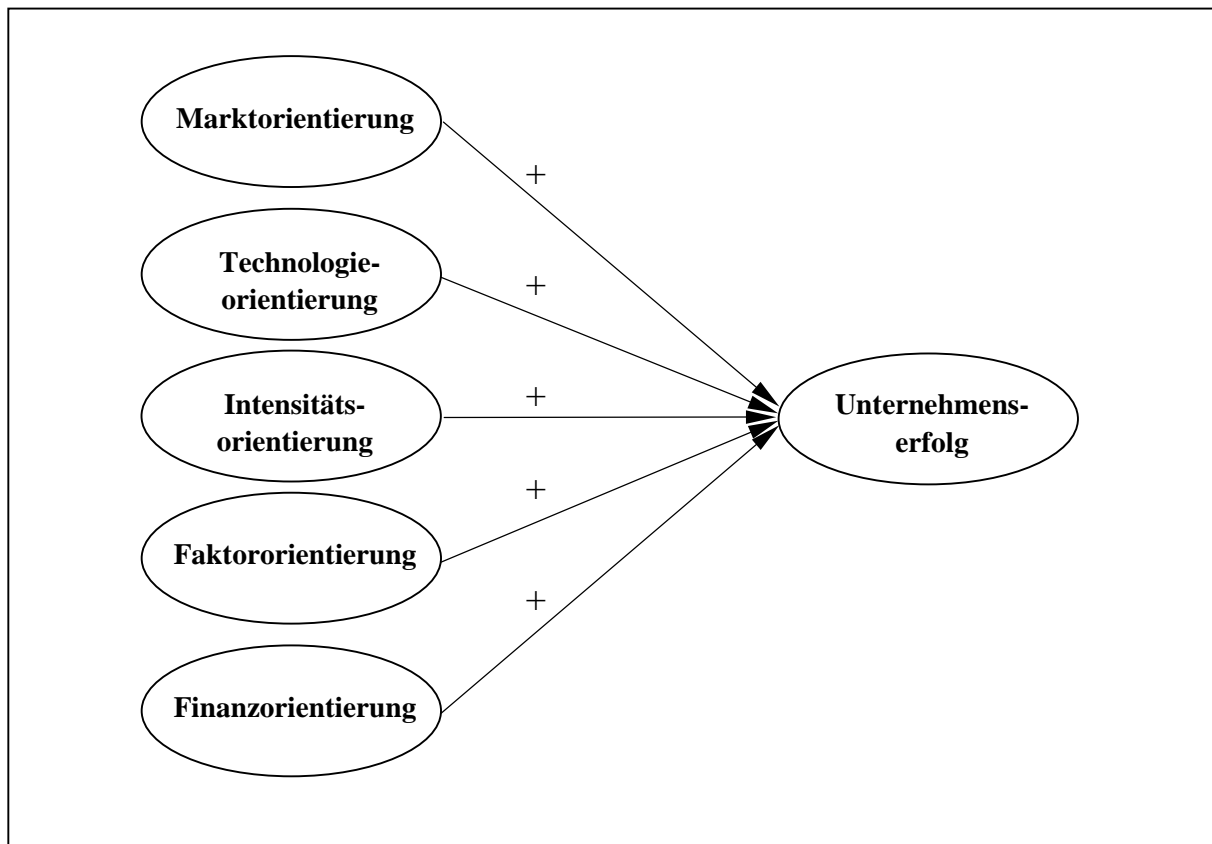 Marktorientierung
+
Technologie-
orientierung
+
Intensitäts-
orientierung
+
Unternehmens-
erfolg
+
Faktororientierung
+
Finanzorientierung